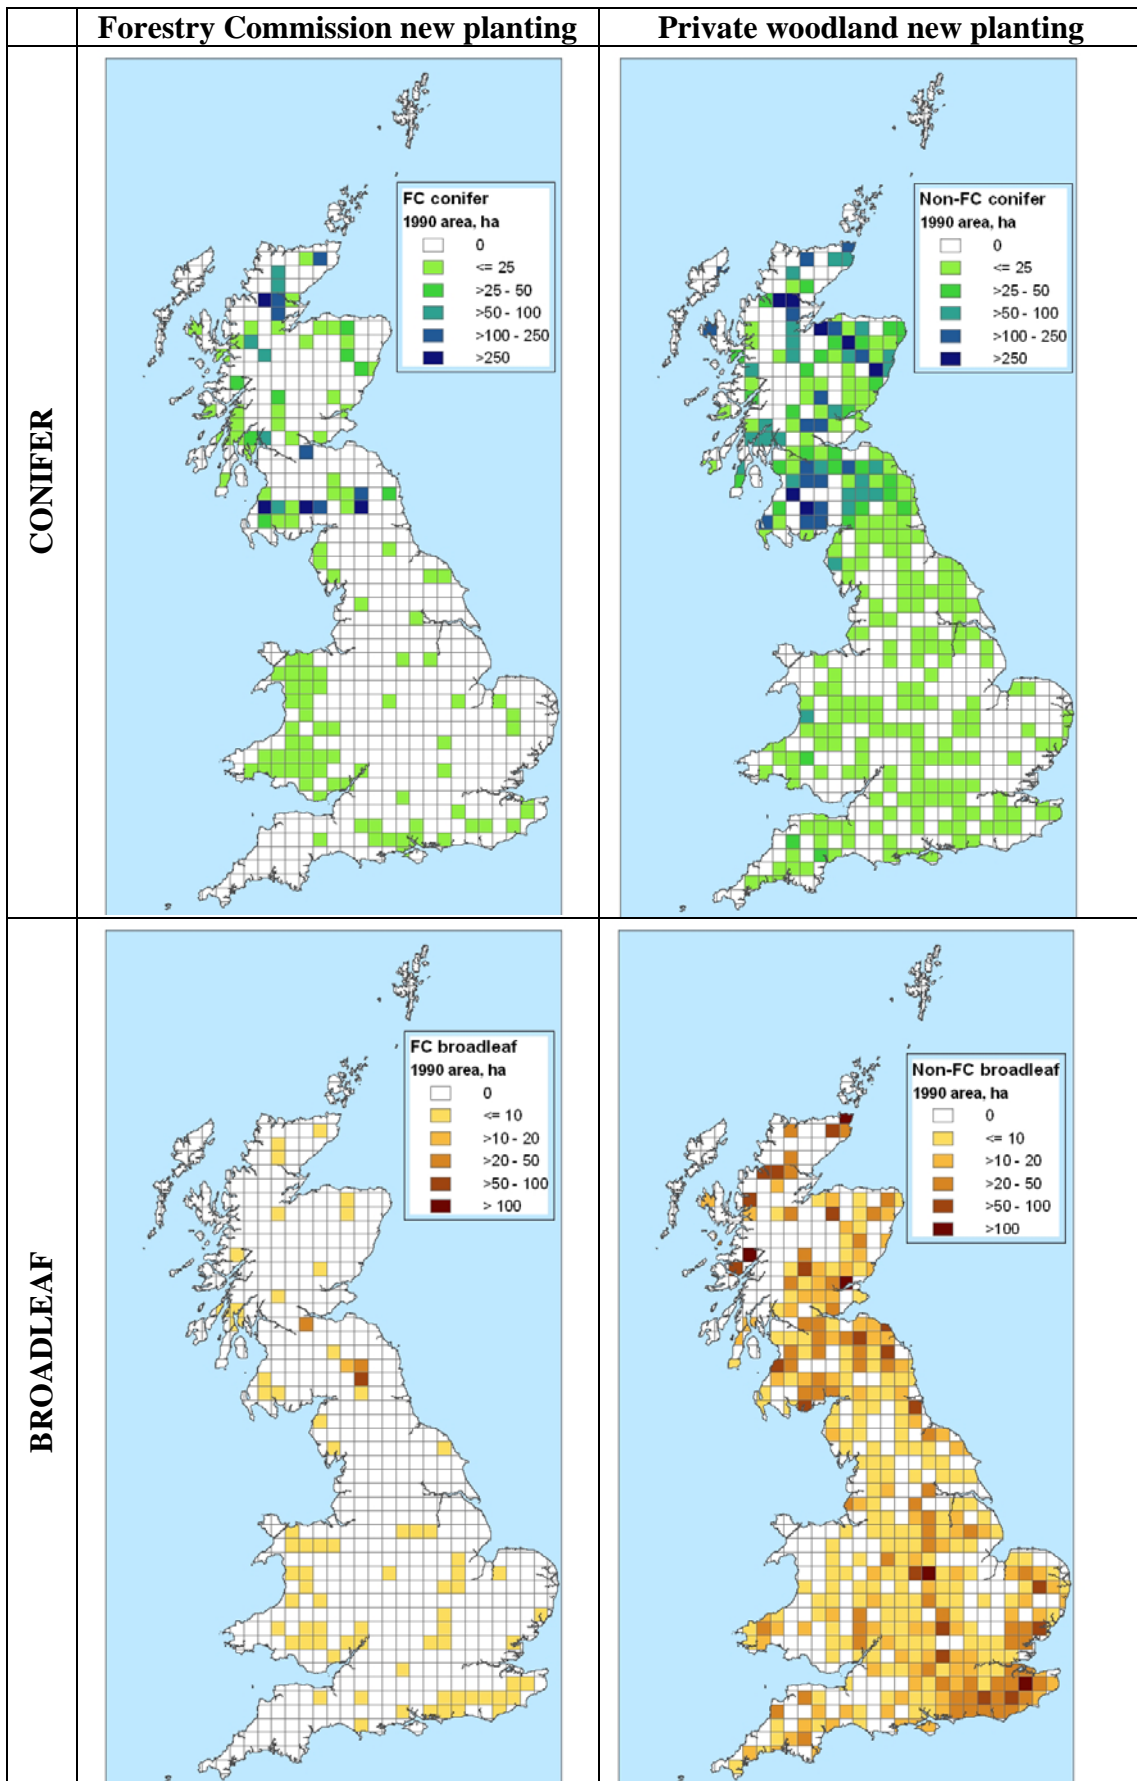 Forestry Commission new planting
Private woodland new planting
CONIFER
FC conifer
1990 area, ha
0
<= 25
>25 - 50
>50 - 100
>100 - 250
>250
Non-FC conifer
1990 area, ha
0
<= 25
>25 - 50
>50 - 100
>100 - 250
>250
BROADLEAF
FC broadleaf
1990 area, ha
0
<= 10
>10 - 20
>20 - 50
>50 - 100
> 100
Non-FC broadleaf
1990 area, ha
0
<= 10
>10 - 20
>20 - 50
>50 - 100
>100